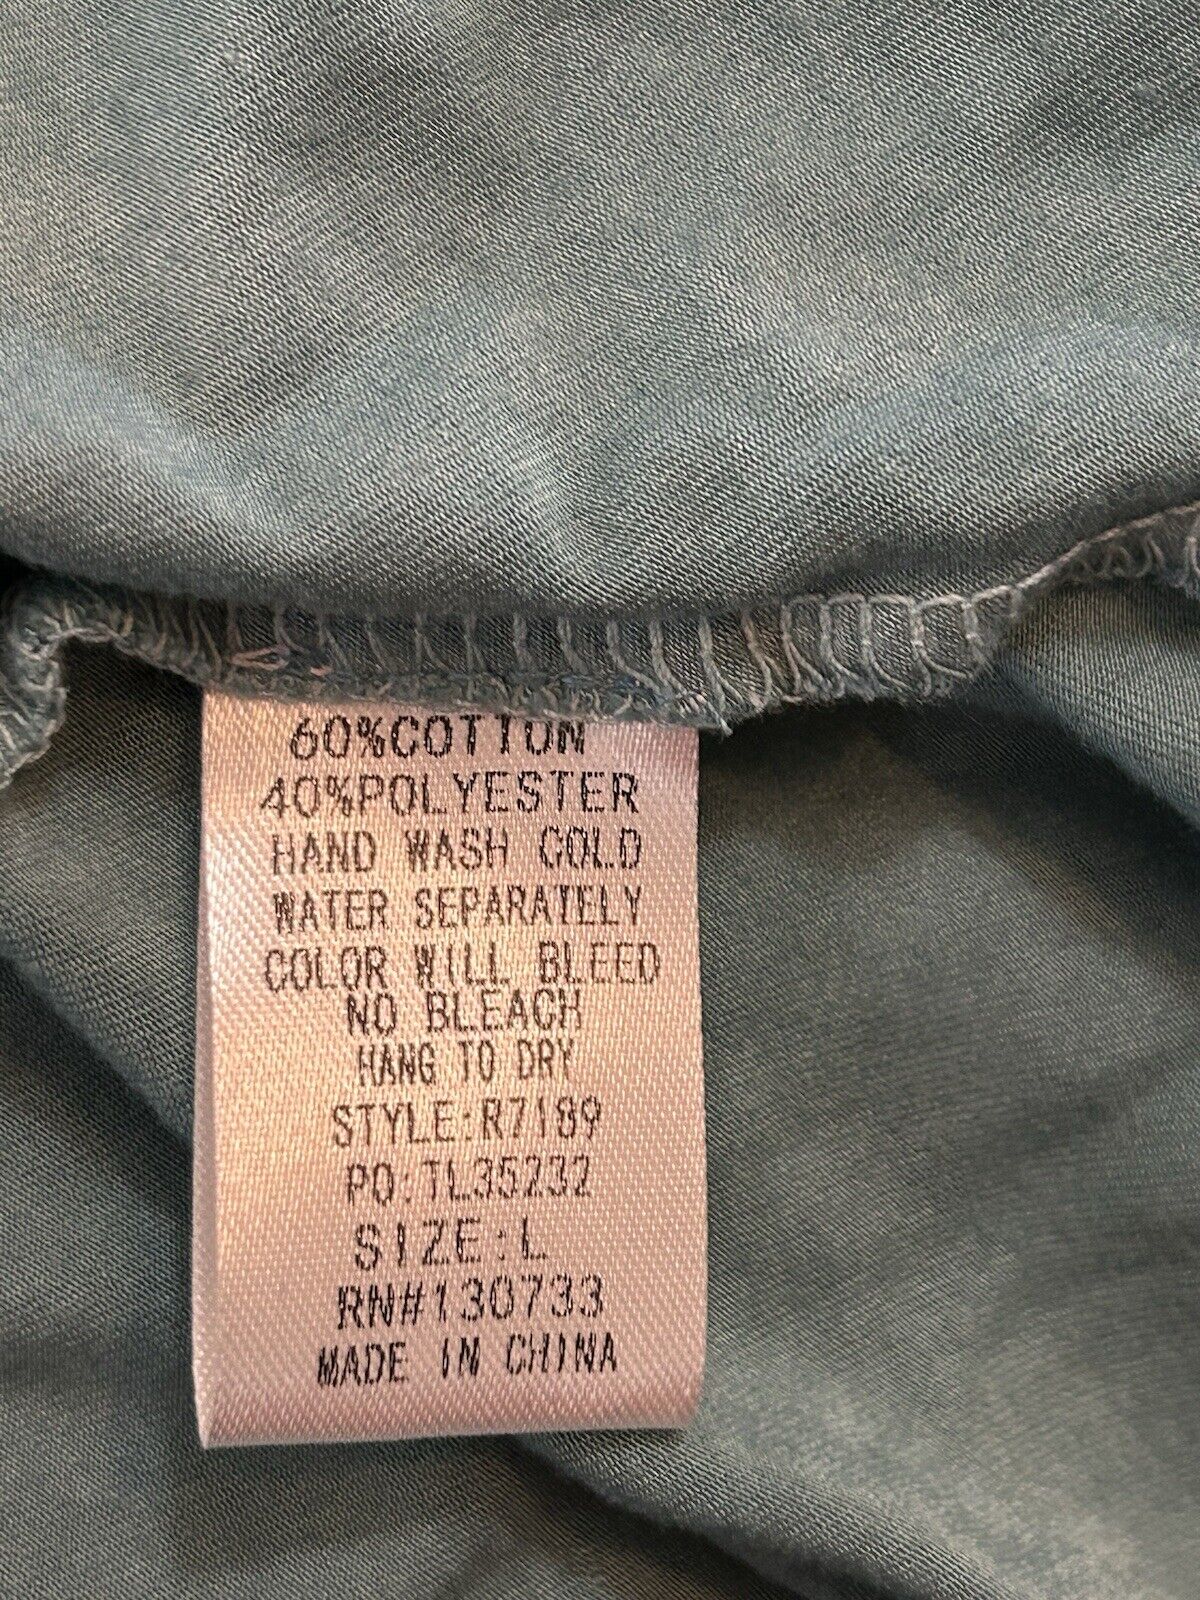 60%COTTON
40%POLYESTER
HAND WASH COLD
WATER SEPARATELY
COLOR WILL BLEED
NO BLEACH
HANG TO DRY
STYLE:R7189
PO:TL35232
SIZE:L
RN#130733
MADE IN CHINA